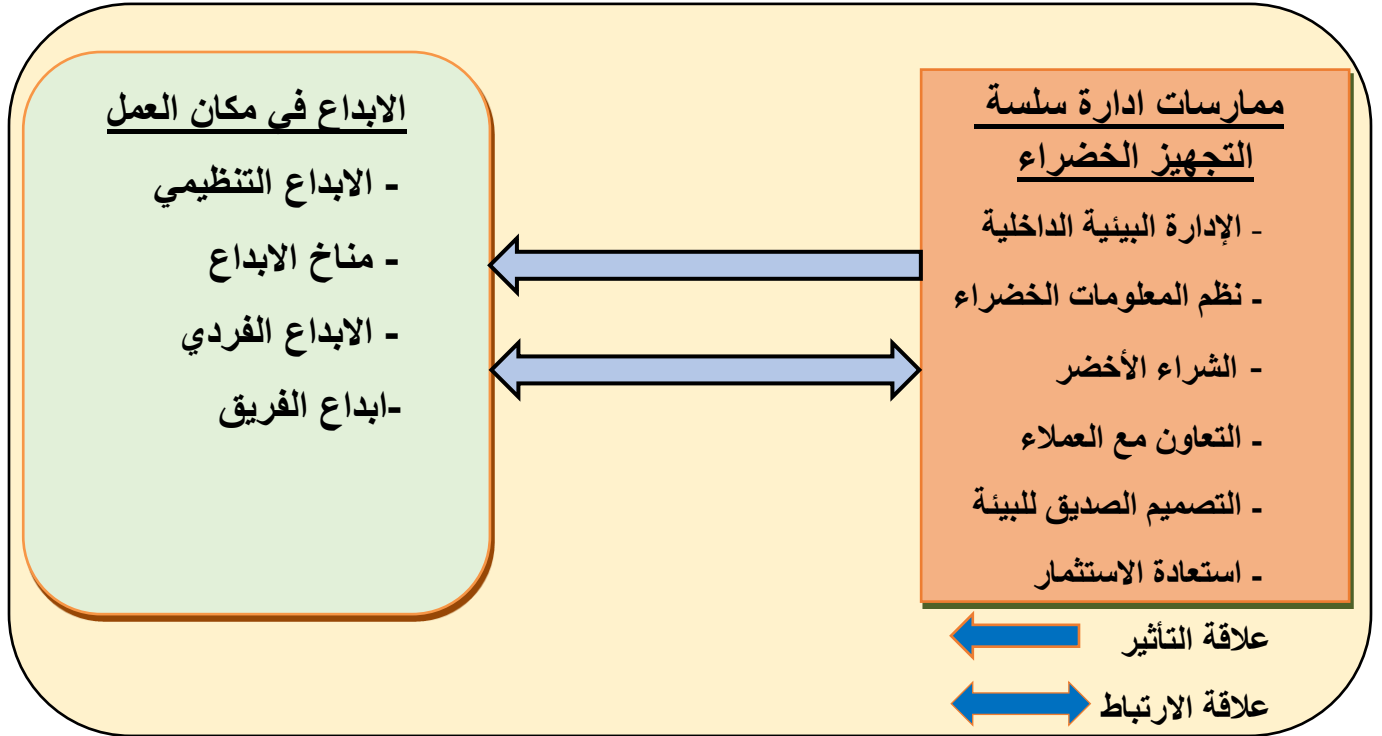 ممارسات ادارة سلسة
التجهيز الخضراء
- الإدارة البيئية الداخلية
- نظم المعلومات الخضراء
- الشراء الأخضر
- التعاون مع العملاء
- التصميم الصديق للبيئة
- استعادة الاستثمار
الابداع في مكان العمل
- الابداع التنظيمي
- مناخ الابداع
- الابداع الفردي
-ابداع الفريق
علاقة التأثير
علاقة الارتباط